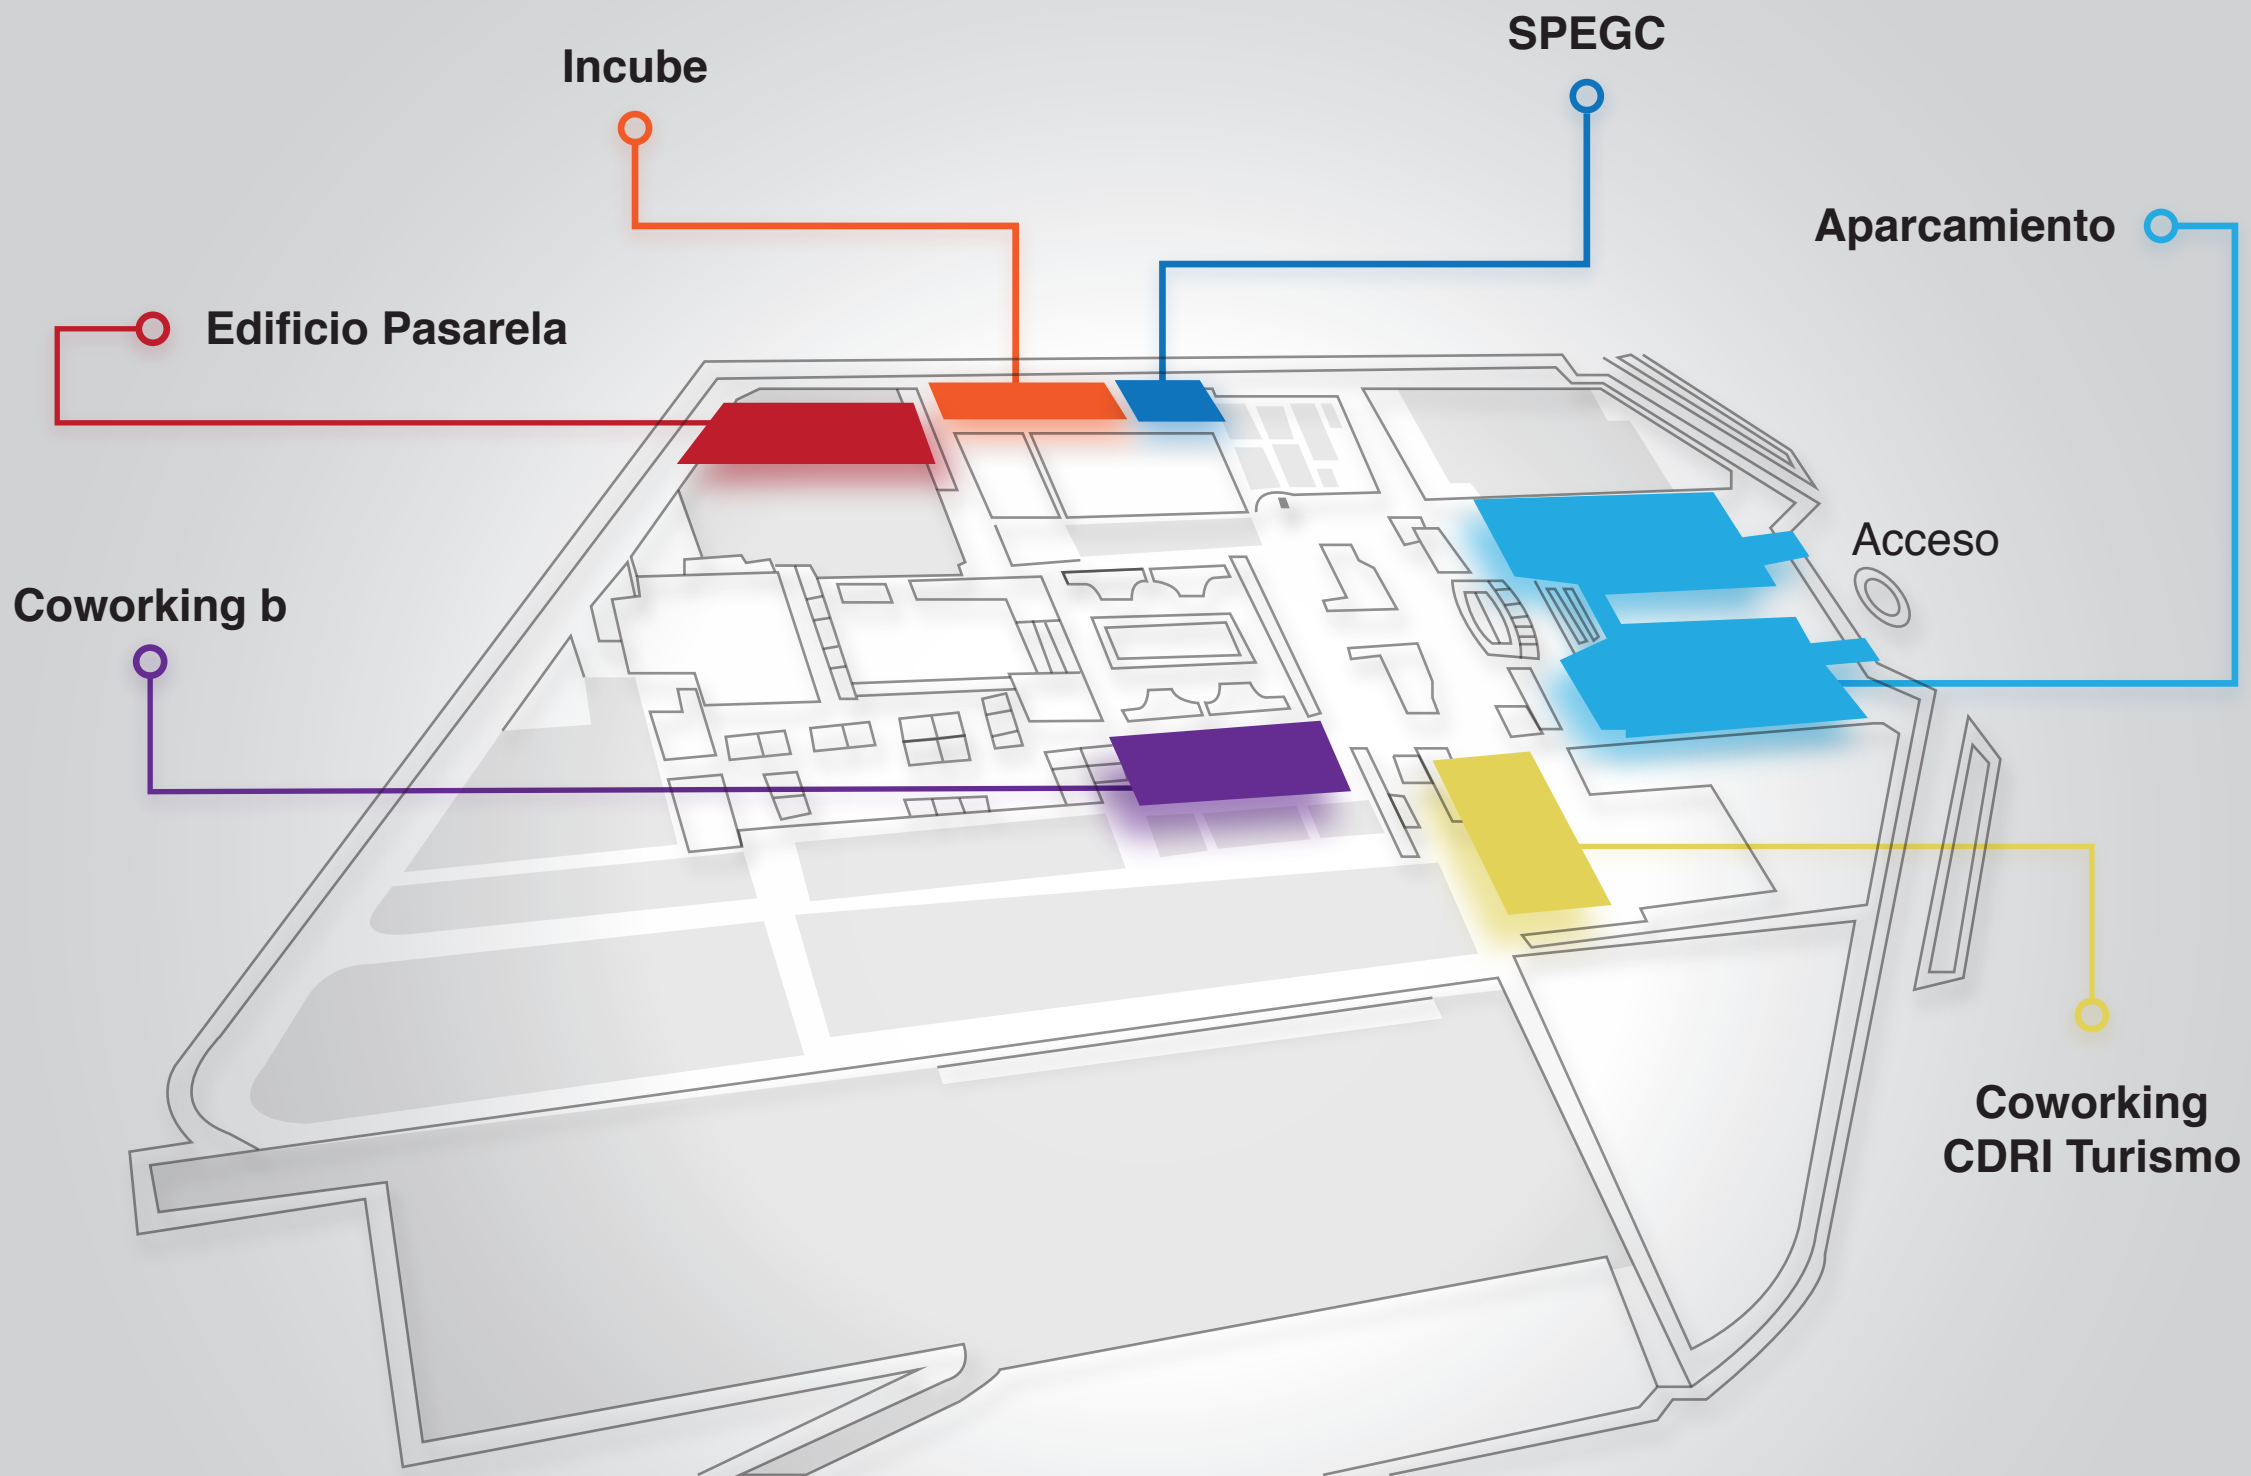 SPEGC
Incube
Aparcamiento
Edificio Pasarela
Acceso
Coworking b
Coworking
CDRI Turismo